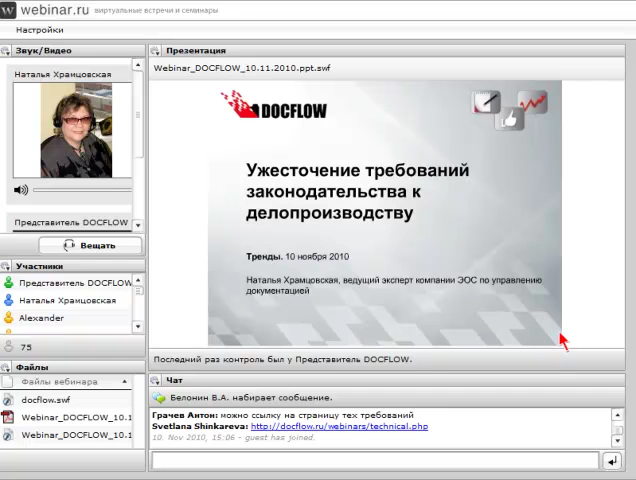 webinar.ru виртуальные встречи и семинары
Настройки
Звук/Видео
Наталья Храмцовская
Представитель DOCFLOW
Вещать
Участники
Представитель DOCFLOW
Наталья Храмцовская
Alexander
75
Файлы
Файлы вебинара
docflow.swf
Webinar_DOCFLOW_10.1
Webinar_DOCFLOW_10.1
Презентация
Webinar_DOCFLOW_10.11.2010.ppt.swf
DOCFLOW
Ужесточение требований
законодательства к
делопроизводству
Тренды. 10 ноября 2010
Наталья Храмцовская, ведущий эксперт компании ЭОС по управлению
документацией
Последний раз контроль был у Представитель DOCFLOW.
Чат
Белонин В.А. набирает сообщение.
Грачев Антон: можно ссылку на страницу тех требований
Svetlana Shinkareva: http://docflow.ru/webinars/technical.php
10. Nov 2010, 15:06 - guest has joined.